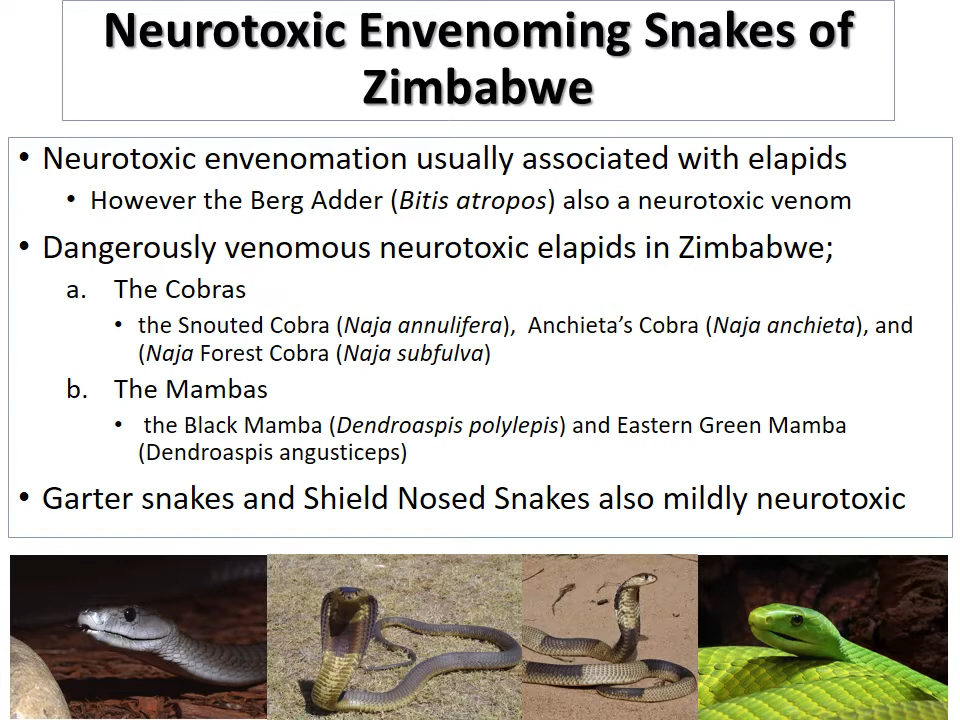 Neurotoxic Envenoming Snakes of
Zimbabwe
• Neurotoxic envenomation usually associated with elapids
• However the Berg Adder (Bitis atropos) also a neurotoxic venom
• Dangerously venomous neurotoxic elapids in Zimbabwe;
a. The Cobras
• the Snouted Cobra (Naja annulifera), Anchieta’s Cobra (Naja anchieta), and
(Naja Forest Cobra (Naja subfulva)
b. The Mambas
• the Black Mamba (Dendroaspis polylepis) and Eastern Green Mamba
(Dendroaspis angusticeps)
• Garter snakes and Shield Nosed Snakes also mildly neurotoxic